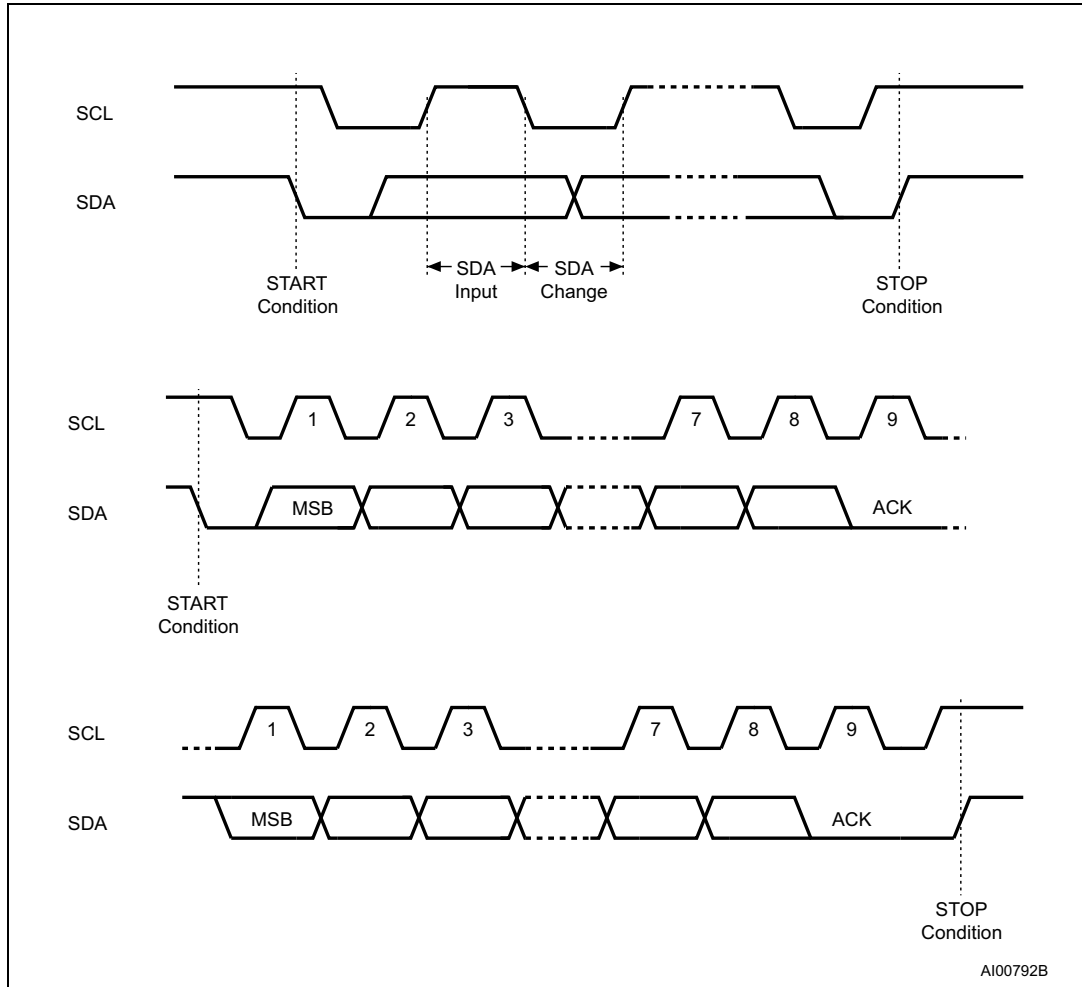 SCL
SDA
SDA
Input
SDA
Change
START
Condition
STOP
Condition
SCL
1 2 3 7 8 9
SDA
MSB
ACK
START
Condition
SCL
1 2 3 7 8 9
SDA
MSB
ACK
STOP
Condition
AI00792B